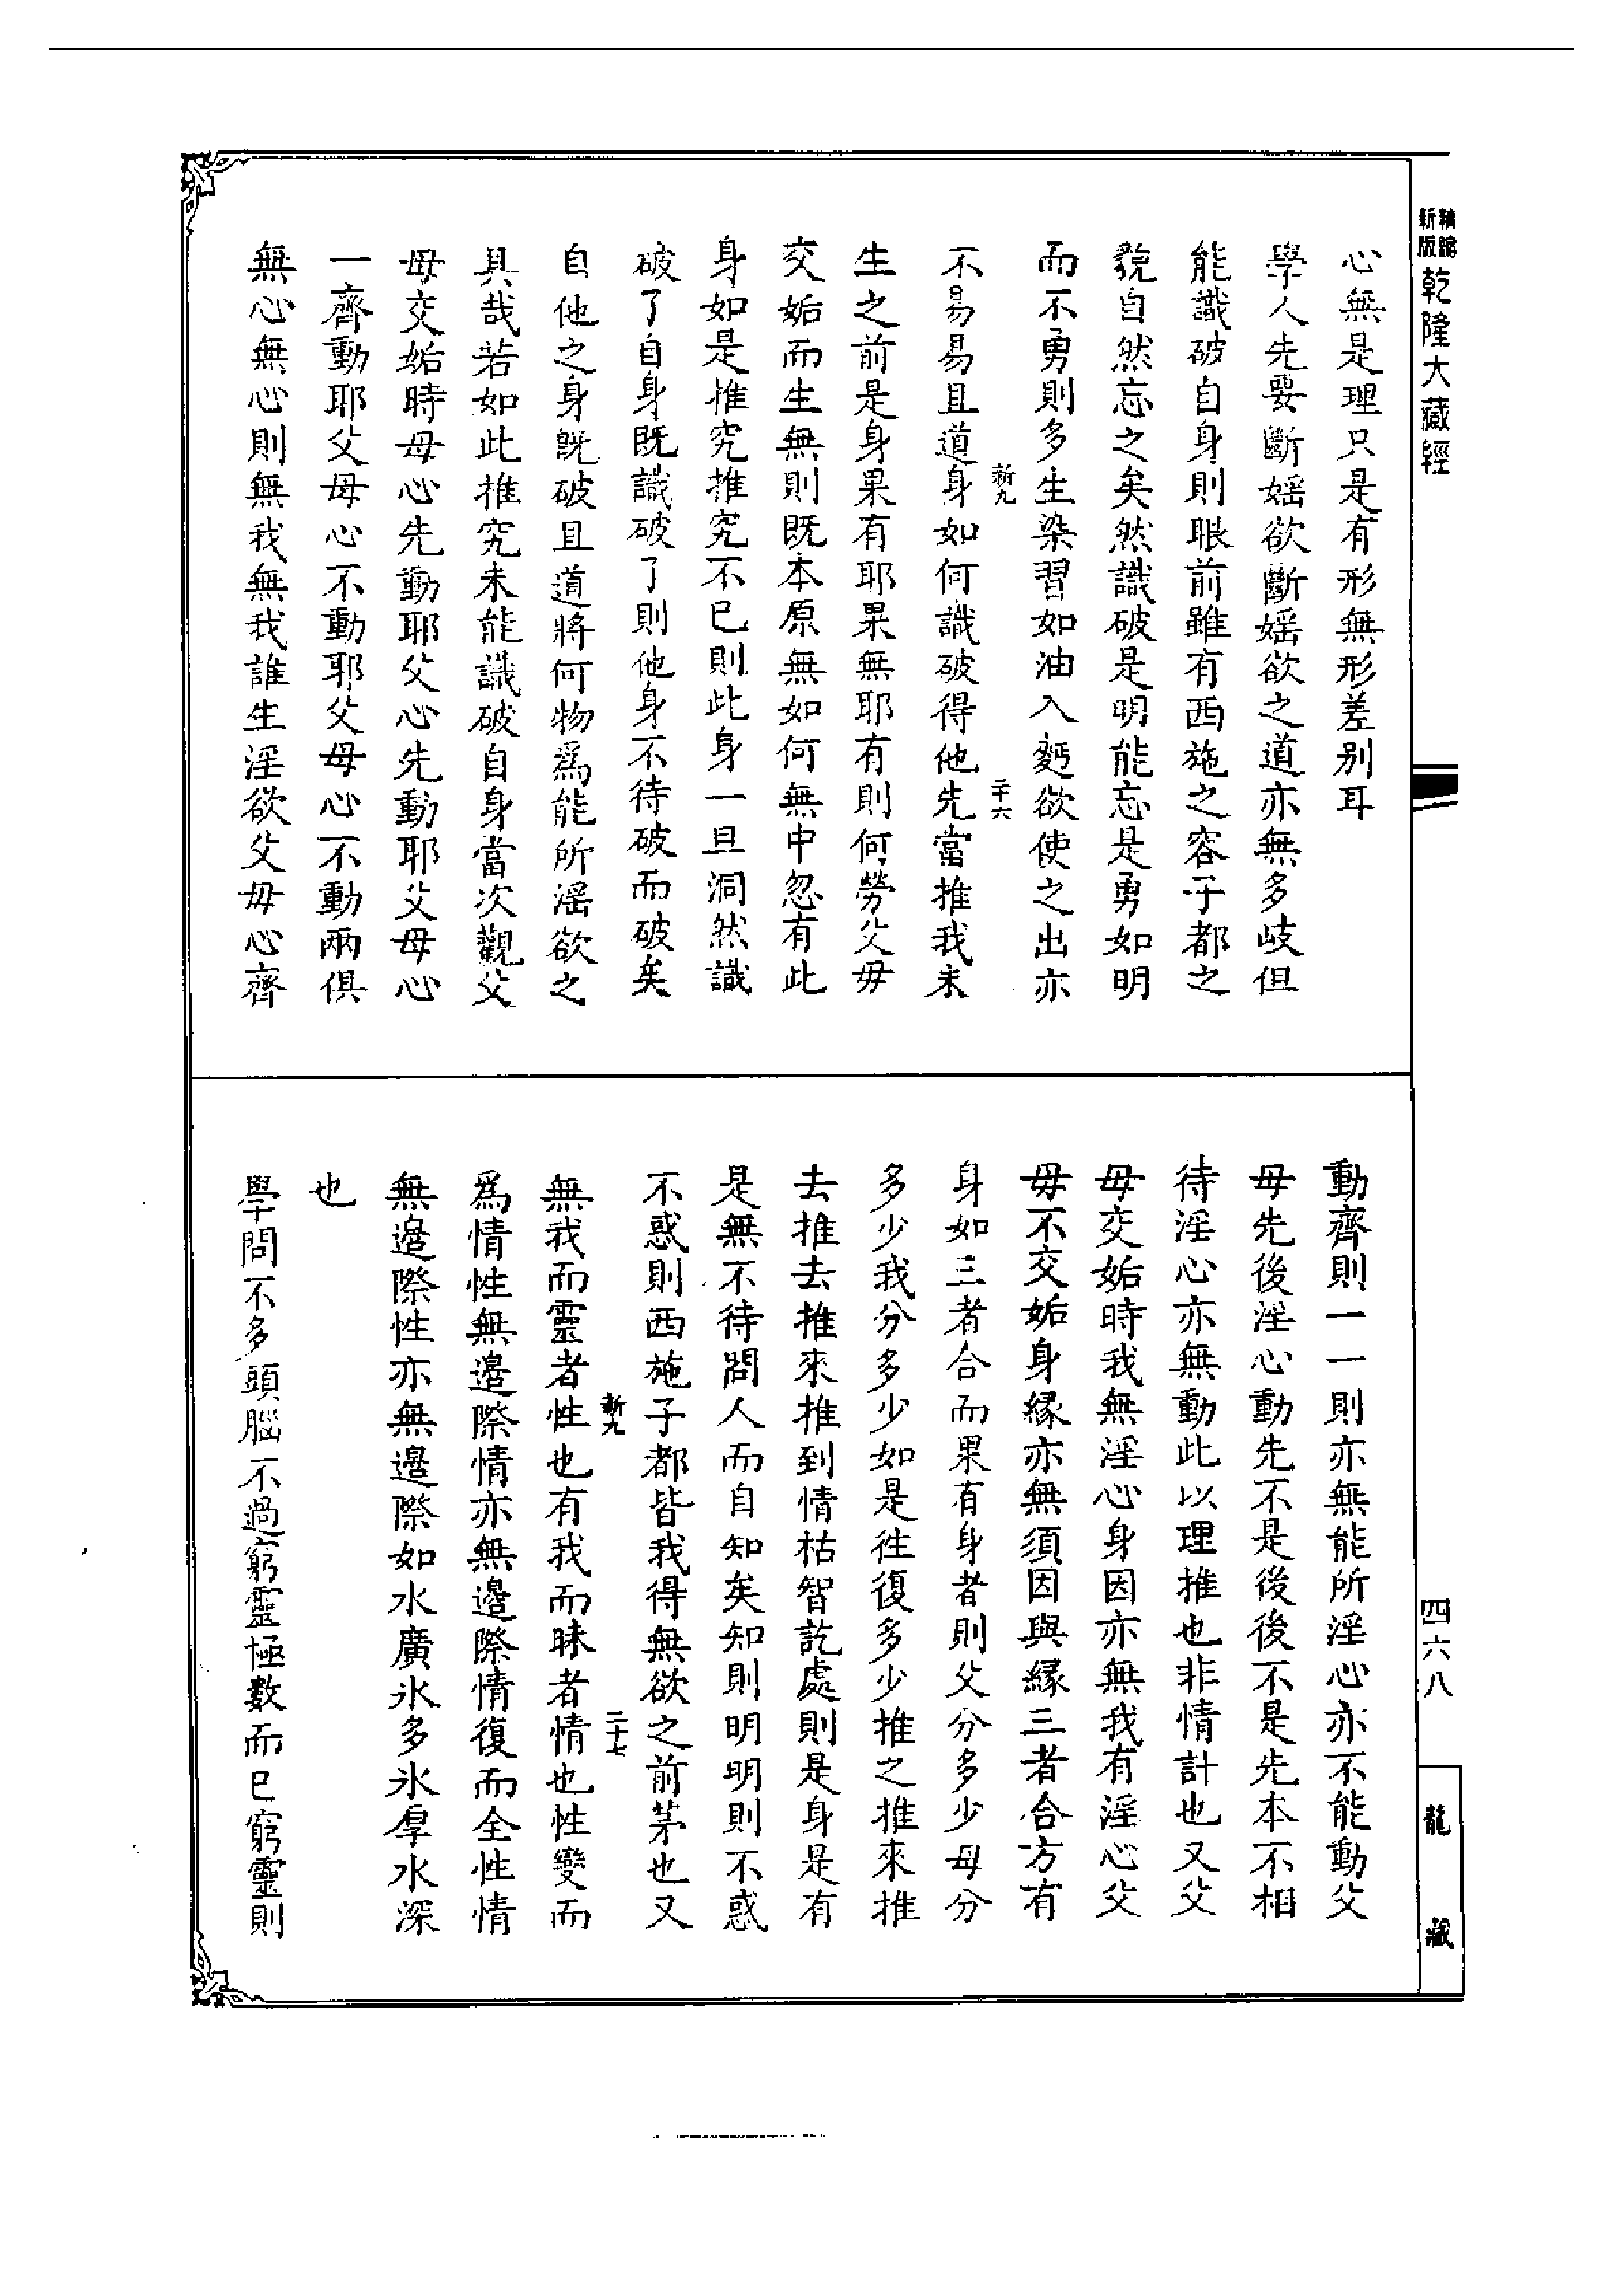 精綉新版乾隆大藏經
心無是理只是有形無形差别耳
學人先要斷婬欲斷婬欲之道亦無多岐但
能識破自身則眼前雖有西施之容子都之
貌自然忘之矣然識破是明能忘是勇如明
而不勇則多生染習如油入麪欲使之出亦
斬九
二十六
不易易且道身如何識破得他先當推我未
生之前是身果有耶果無耶有則何勞父母
交姤而生無則既本原無如何無中忽有此
身如是推究推究不已則此身一旦洞然識
破了自身既識破了則他身不待破而破矣
自他之身既破且道將何物爲能所淫欲之
具哉若如此推究未能識破自身當次觀父
母交姤時母心先動耶父心先動耶父母心
一齊動耶父母心不動耶父母心不動兩俱
無心無心則無我無我誰生淫欲父母心齊
動齊則一一則亦無能所淫心亦不能動父
母先後淫心動先不是後後不是先本不相
待淫心亦無動此以理推也非情計也又父
母交姤時我無淫心身因亦無我有淫心父
母不交姤身緣亦無須因與緣三者合方有
身如三者合而果有身者則父分多少母分
多少我分多少如是往復多少推之推來推
去推去推來推到情枯智訖處則是身是有
是無不待問人而自知矣知則明明則不惑
不惑則西施子都皆我得無欲之前茅也又
斬九
二十七
無我而靈者性也有我而昧者情也性變而
爲情性無邊際情亦無邊際情復而全性情
無邊際性亦無邊際如水廣氷多氷厚水深
也
學問不多頭腦不過窮靈極數而已窮靈則
四六八
龍藏